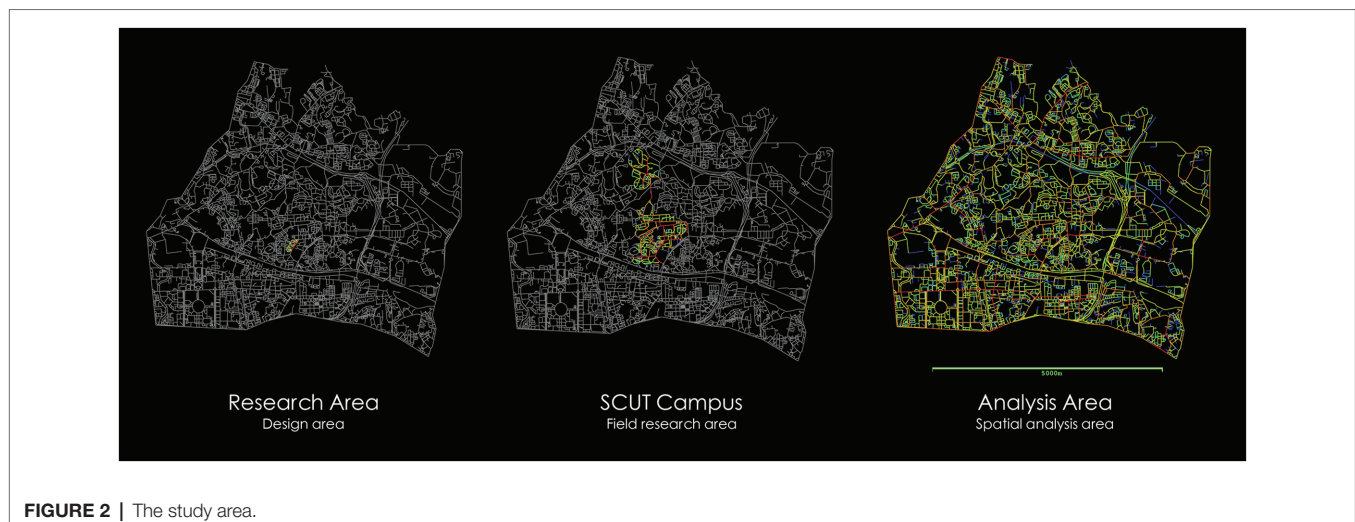 5000m
Research Area
Design area
SCUT Campus
Field research area
Analysis Area
Spatial analysis area
FIGURE 2 | The study area.